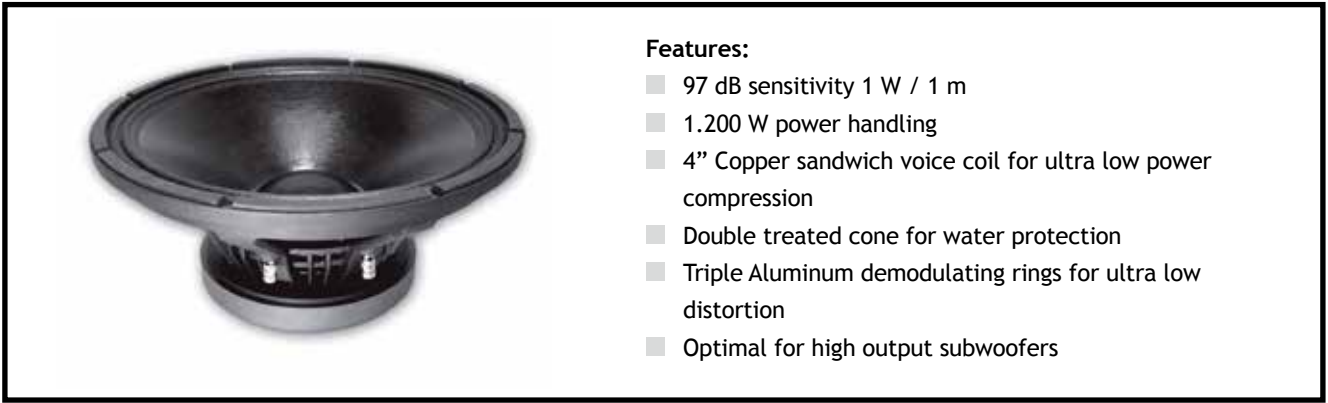 Features:
97 dB sensitivity 1 W / 1 m
1.200 W power handling
4” Copper sandwich voice coil for ultra low power
compression
Double treated cone for water protection
Triple Aluminum demodulating rings for ultra low
distortion
Optimal for high output subwoofers